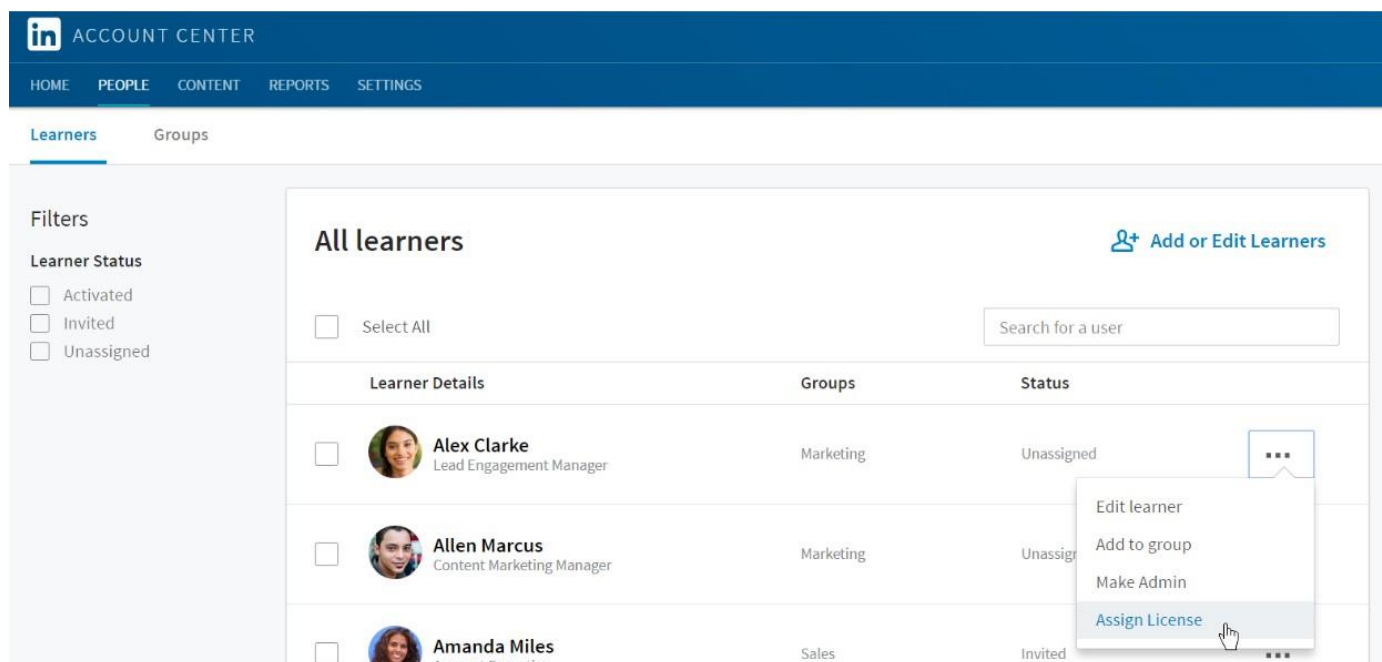 in ACCOUNT CENTER
HOME PEOPLE CONTENT REPORTS SETTINGS
Learners Groups
Filters
Learner Status
Activated
Invited
Unassigned
All learners
Add or Edit Learners
Select All
Search for a user
Learner Details Groups Status
Alex Clarke
Lead Engagement Manager
Marketing
Unassigned
Edit learner
Add to group
Make Admin
Assign License
Allen Marcus
Content Marketing Manager
Marketing
Amanda Miles
Sales
Invited